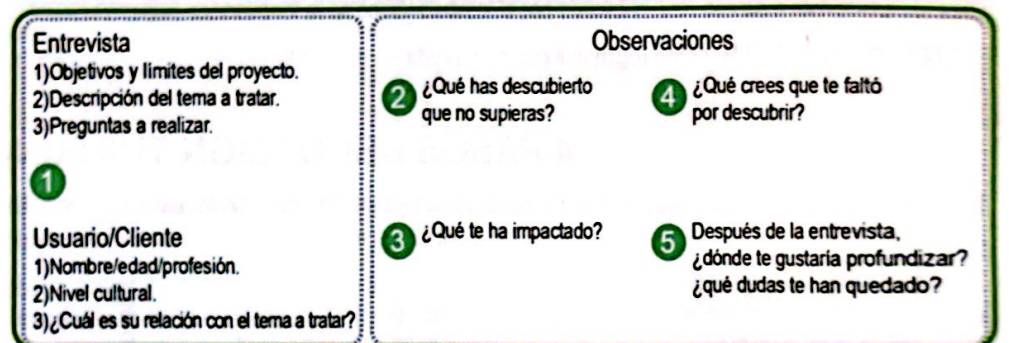 Entrevista
1)Objetivos y límites del proyecto.
2)Descripción del tema a tratar.
3)Preguntas a realizar.
1
Usuario/Cliente
1)Nombre/edad/profesión.
2)Nivel cultural.
3)¿Cuál es su relación con el tema a tratar?
Observaciones
2 ¿Qué has descubierto
que no supieras?
3 ¿Qué te ha impactado?
4 ¿Qué crees que te faltó
por descubrir?
5 Después de la entrevista,
¿dónde te gustaría profundizar?
¿qué dudas te han quedado?